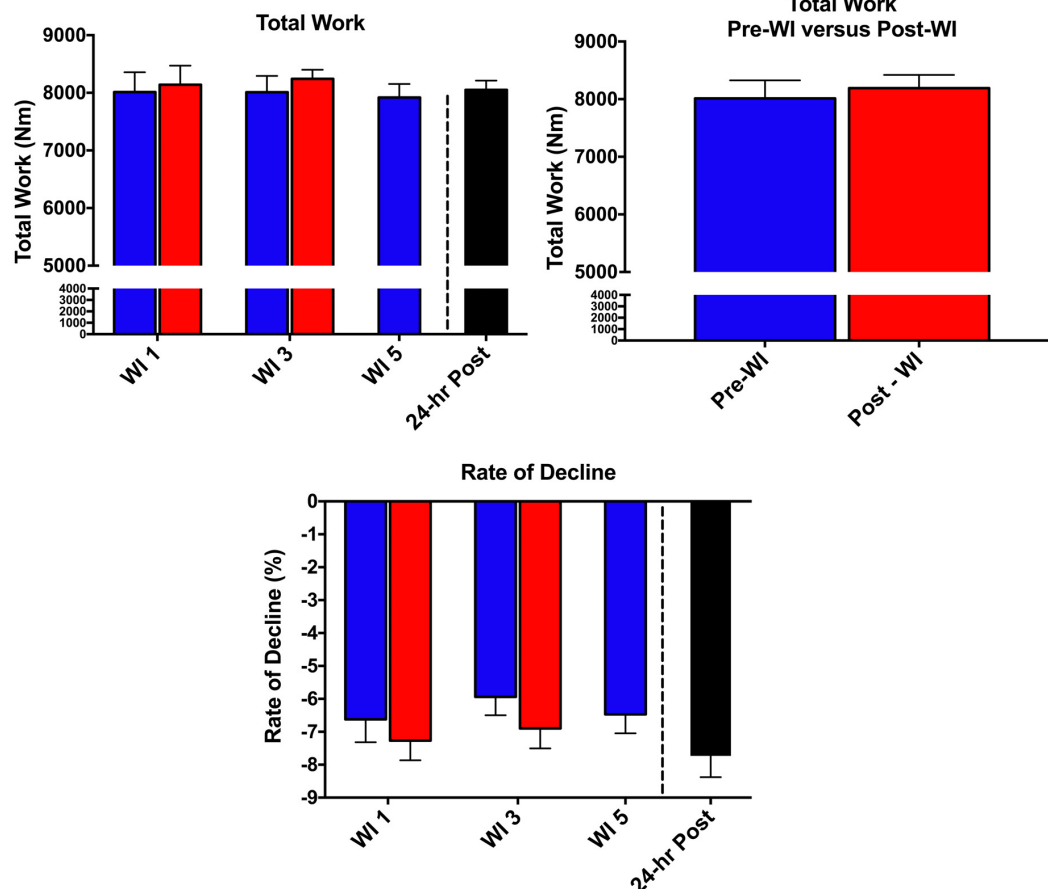 Total Work
9000
8000
7000
6000
5000
4000
3000
2000
1000
0
Total Work (Nm)
WI 1
WI 3
WI 5
24-hr Post
Total Work
Pre-WI versus Post-WI
9000
8000
7000
6000
5000
4000
3000
2000
1000
0
Total Work (Nm)
Pre-WI
Post - WI
Rate of Decline
0
-1
-2
-3
-4
-5
-6
-7
-8
-9
Rate of Decline (%)
WI 1
WI 3
WI 5
24-hr Post